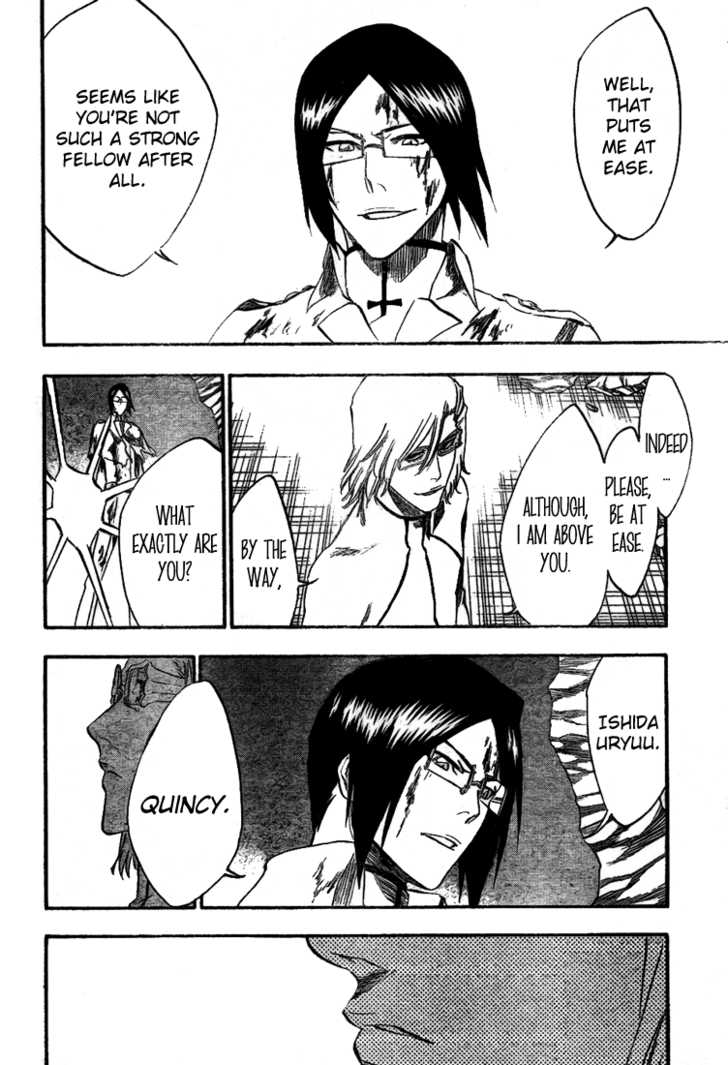 WELL,
THAT
PUTS
ME AT
EASE.
SEEMS LIKE
YOU'RE NOT
SUCH A STRONG
FELLOW AFTER
ALL.
INDEED
...
PLEASE,
BE AT
EASE.
ALTHOUGH,
I AM ABOVE
YOU.
BY THE
WAY,
WHAT
EXACTLY ARE
YOU?
ISHIDA
URYUU.
QUINCY.